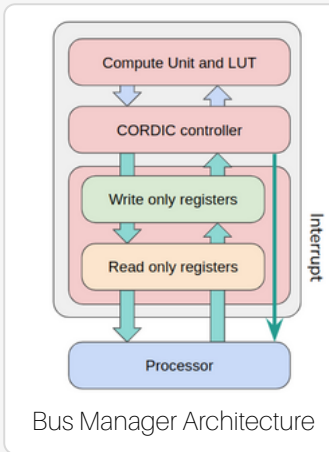 Compute Unit and LUT
CORDIC controller
Write only registers
Read only registers
Interrupt
Processor
Bus Manager Architecture